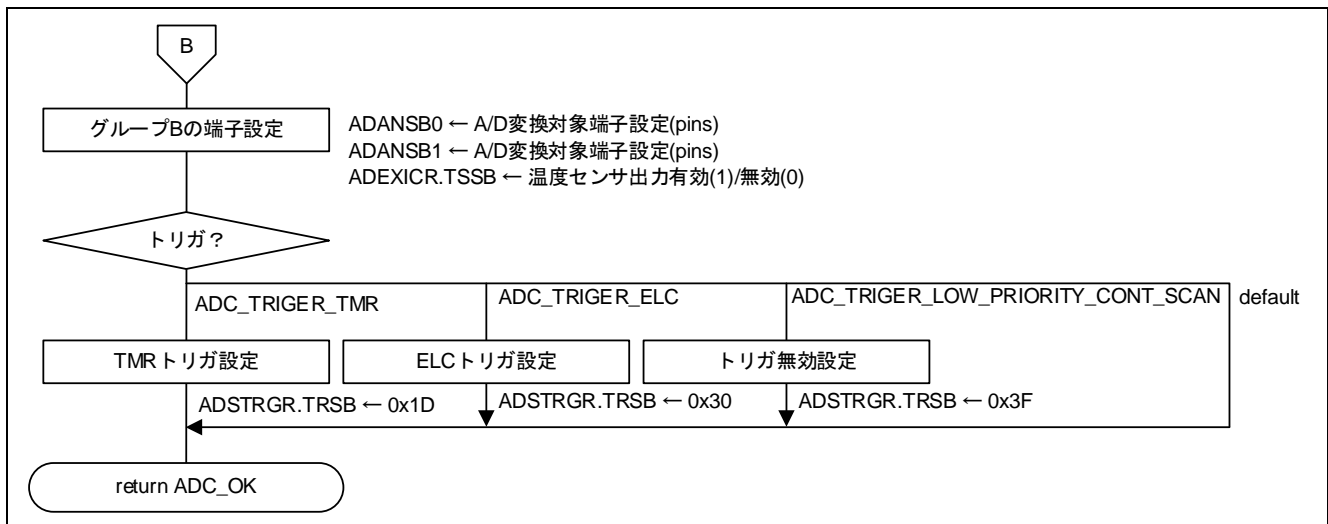 B
グループBの端子設定
ADANSB0 ← A/D変換対象端子設定(pins)
ADANSB1 ← A/D変換対象端子設定(pins)
ADEXICR.TSSB ← 温度センサ出力有効(1)/無効(0)
トリガ？
ADC_TRIGER_TMR
ADC_TRIGER_ELC
ADC_TRIGER_LOW_PRIORITY_CONT_SCAN
default
TMRトリガ設定
ELCトリガ設定
トリガ無効設定
ADSTRGR.TRSB ← 0x1D
ADSTRGR.TRSB ← 0x30
ADSTRGR.TRSB ← 0x3F
return ADC_OK